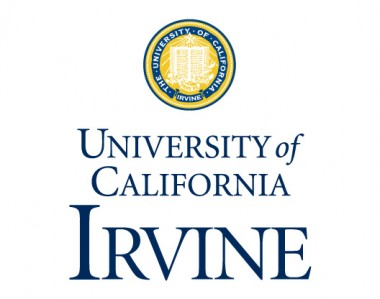 THE · UNIVERSITY · OF · CALIFORNIA
IRVINE
UNIVERSITY of
CALIFORNIA
IRVINE